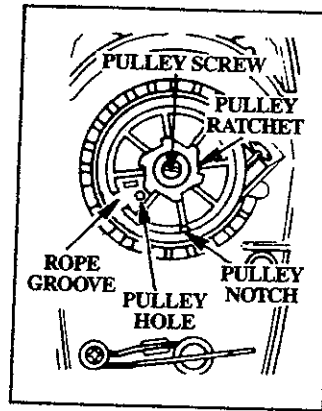 PULLEY SCREW
PULLEY
RATCHET
ROPE
GROOVE
PULLEY
HOLE
PULLEY
NOTCH